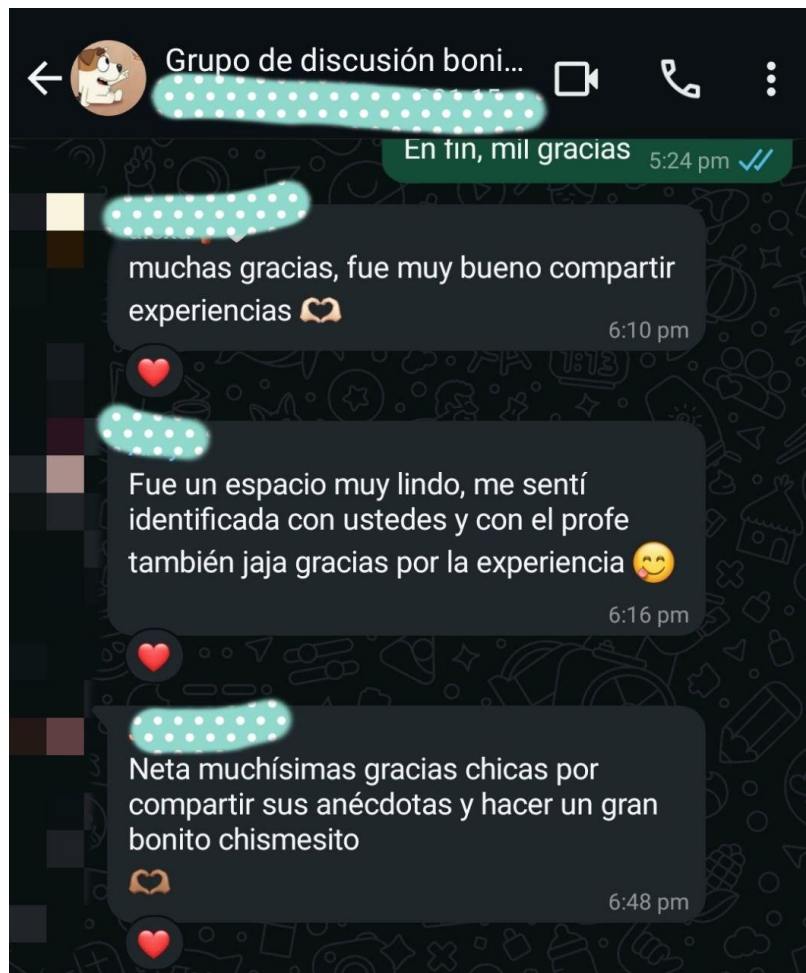 Grupo de discusión boni...
En fin, mil gracias 5:24 pm
muchas gracias, fue muy bueno compartir
experiencias 🫶🏻
6:10 pm
❤️
Fue un espacio muy lindo, me sentí
identificada con ustedes y con el profe
también jaja gracias por la experiencia 😋
6:16 pm
❤️
Neta muchísimas gracias chicas por
compartir sus anécdotas y hacer un gran
bonito chismesito
🫶🏽
6:48 pm
❤️